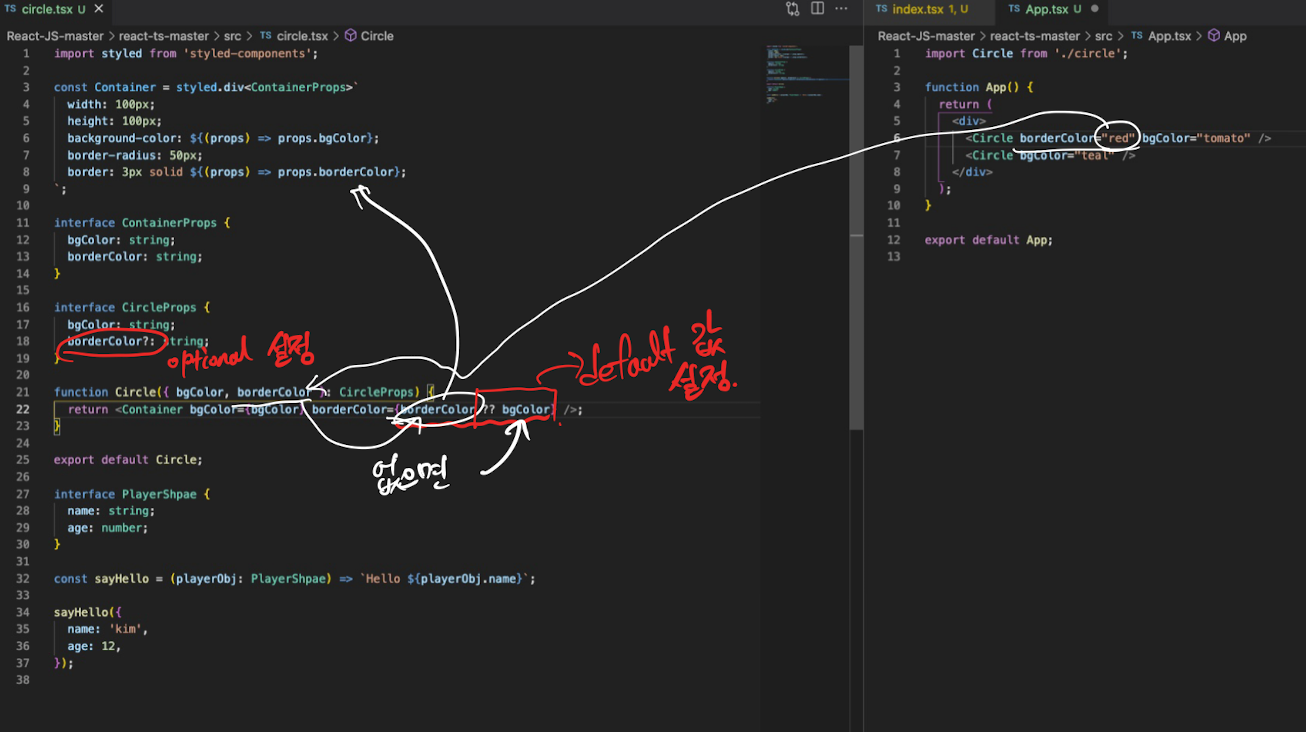 TS circle.tsx U ×
React-JS-master > react-ts-master > src > TS circle.tsx > Circle
1 import styled from 'styled-components';
2
3 const Container = styled.div<ContainerProps>`
4 width: 100px;
5 height: 100px;
6 background-color: ${(props) => props.bgColor};
7 border-radius: 50px;
8 border: 3px solid ${(props) => props.borderColor};
9 `;
10
11 interface ContainerProps {
12 bgColor: string;
13 borderColor: string;
14 }
15
16 interface CircleProps {
17 bgColor: string;
18 borderColor?: string;
19 }
optional 설정
default 값
설정.
20
21 function Circle({ bgColor, borderColor }: CircleProps) {
22 return <Container bgColor={bgColor} borderColor={borderColor ?? bgColor} />;
23 }
없으면
24
25 export default Circle;
26
27 interface PlayerShpae {
28 name: string;
29 age: number;
30 }
31
32 const sayHello = (playerObj: PlayerShpae) => `Hello ${playerObj.name}`;
33
34 sayHello({
35 name: 'kim',
36 age: 12,
37 });
38
TS index.tsx 1, U
TS App.tsx U ●
React-JS-master > react-ts-master > src > TS App.tsx > App
1 import Circle from './circle';
2
3 function App() {
4 return (
5 <div>
6 <Circle borderColor="red" bgColor="tomato" />
7 <Circle bgColor="teal" />
8 </div>
9 );
10 }
11
12 export default App;
13